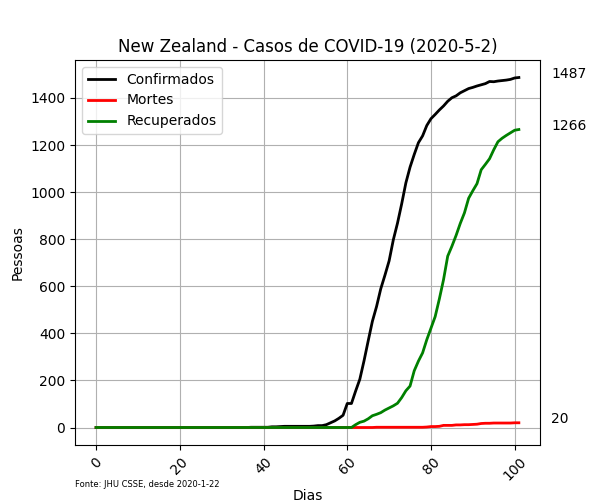 New Zealand - Casos de COVID-19 (2020-5-2)
Confirmados
Mortes
Recuperados
1487
1266
20
Pessoas
1400
1200
1000
800
600
400
200
0
0
20
40
60
80
100
Fonte: JHU CSSE, desde 2020-1-22
Dias